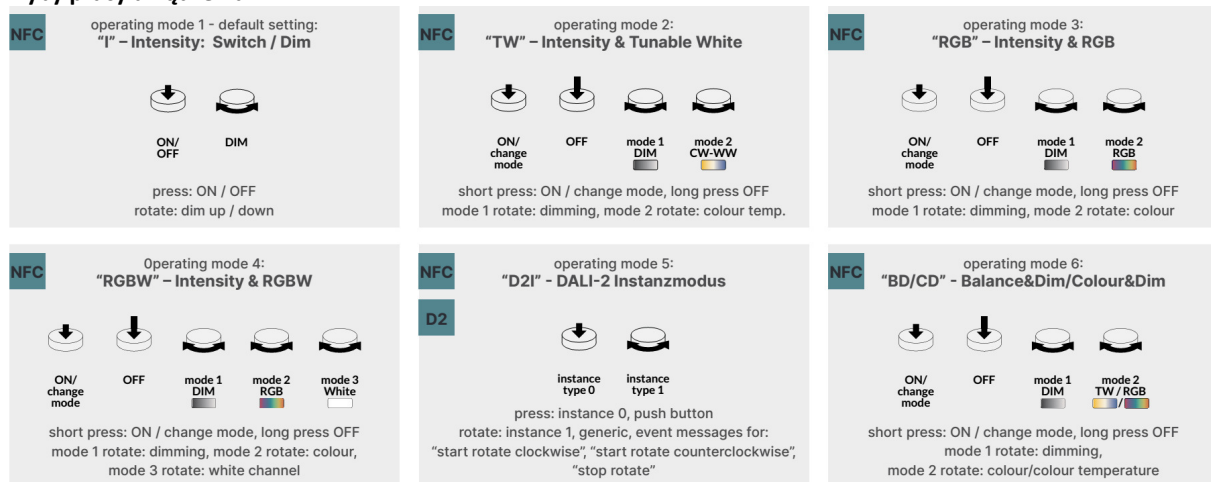 NFC
operating mode 1 - default setting:
“I” – Intensity: Switch / Dim
ON/
OFF
DIM
press: ON / OFF
rotate: dim up / down
NFC
operating mode 2:
“TW” – Intensity & Tunable White
ON/
change
mode
OFF
mode 1
DIM
mode 2
CW-WW
short press: ON / change mode, long press OFF
mode 1 rotate: dimming, mode 2 rotate: colour temp.
NFC
operating mode 3:
“RGB” – Intensity & RGB
ON/
change
mode
OFF
mode 1
DIM
mode 2
RGB
short press: ON / change mode, long press OFF
mode 1 rotate: dimming, mode 2 rotate: colour
NFC
Operating mode 4:
“RGBW” – Intensity & RGBW
ON/
change
mode
OFF
mode 1
DIM
mode 2
RGB
mode 3
White
short press: ON / change mode, long press OFF
mode 1 rotate: dimming, mode 2 rotate: colour,
mode 3 rotate: white channel
NFC
D2
operating mode 5:
“D2I” - DALI-2 Instanzmodus
instance
type 0
instance
type 1
press: instance 0, push button
rotate: instance 1, generic, event messages for:
“start rotate clockwise”, “start rotate counterclockwise”,
“stop rotate”
NFC
operating mode 6:
“BD/CD” - Balance&Dim/Colour&Dim
ON/
change
mode
OFF
mode 1
DIM
mode 2
TW / RGB
/
short press: ON / change mode, long press OFF
mode 1 rotate: dimming,
mode 2 rotate: colour/colour temperature